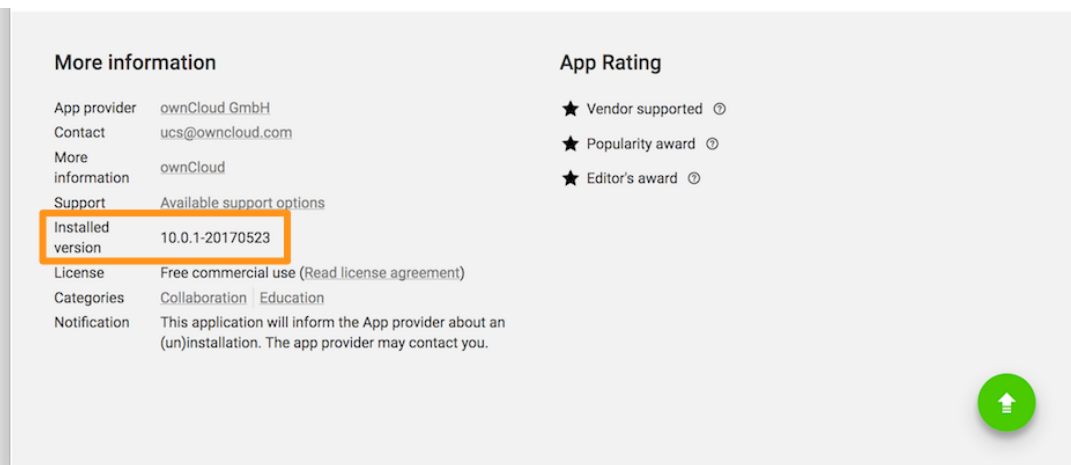 More information
App provider ownCloud GmbH
Contact ucs@owncloud.com
More
information ownCloud
Support Available support options
Installed
version 10.0.1-20170523
License Free commercial use (Read license agreement)
Categories Collaboration Education
Notification This application will inform the App provider about an
(un)installation. The app provider may contact you.
App Rating
Vendor supported
Popularity award
Editor's award